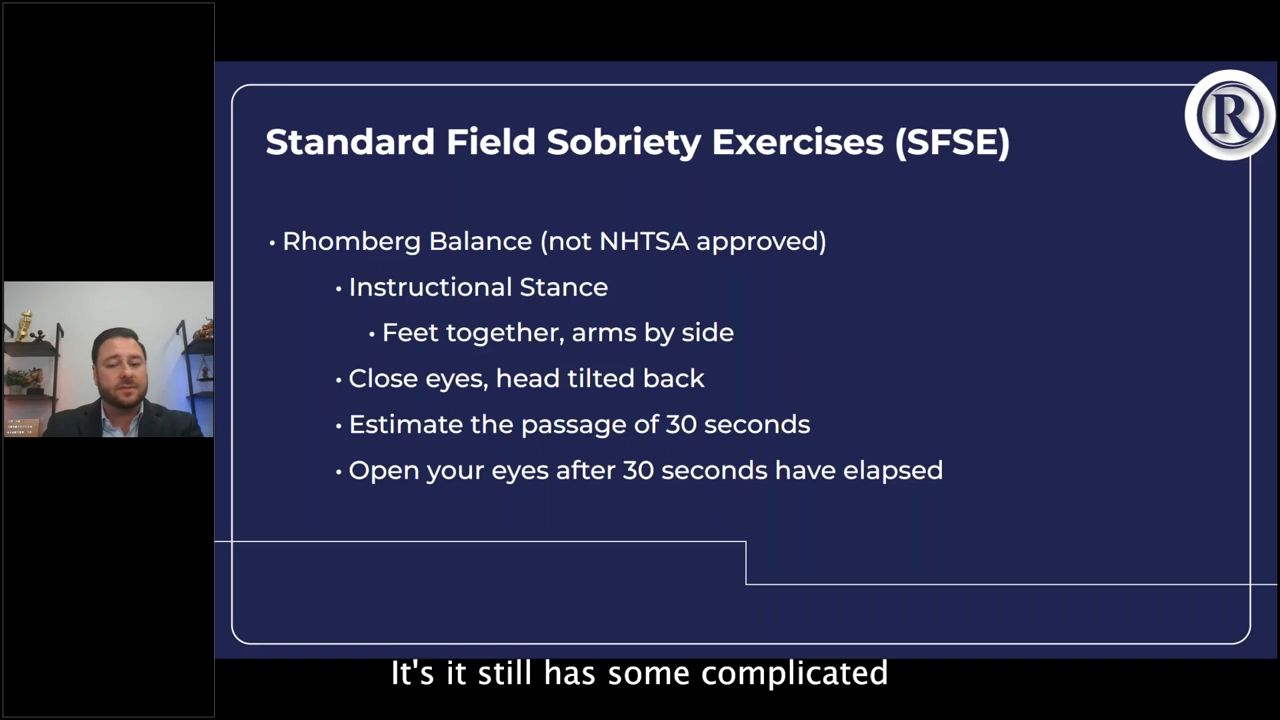 Standard Field Sobriety Exercises (SFSE)
R
• Rhomberg Balance (not NHTSA approved)
• Instructional Stance
• Feet together, arms by side
• Close eyes, head tilted back
• Estimate the passage of 30 seconds
• Open your eyes after 30 seconds have elapsed
It's it still has some complicated